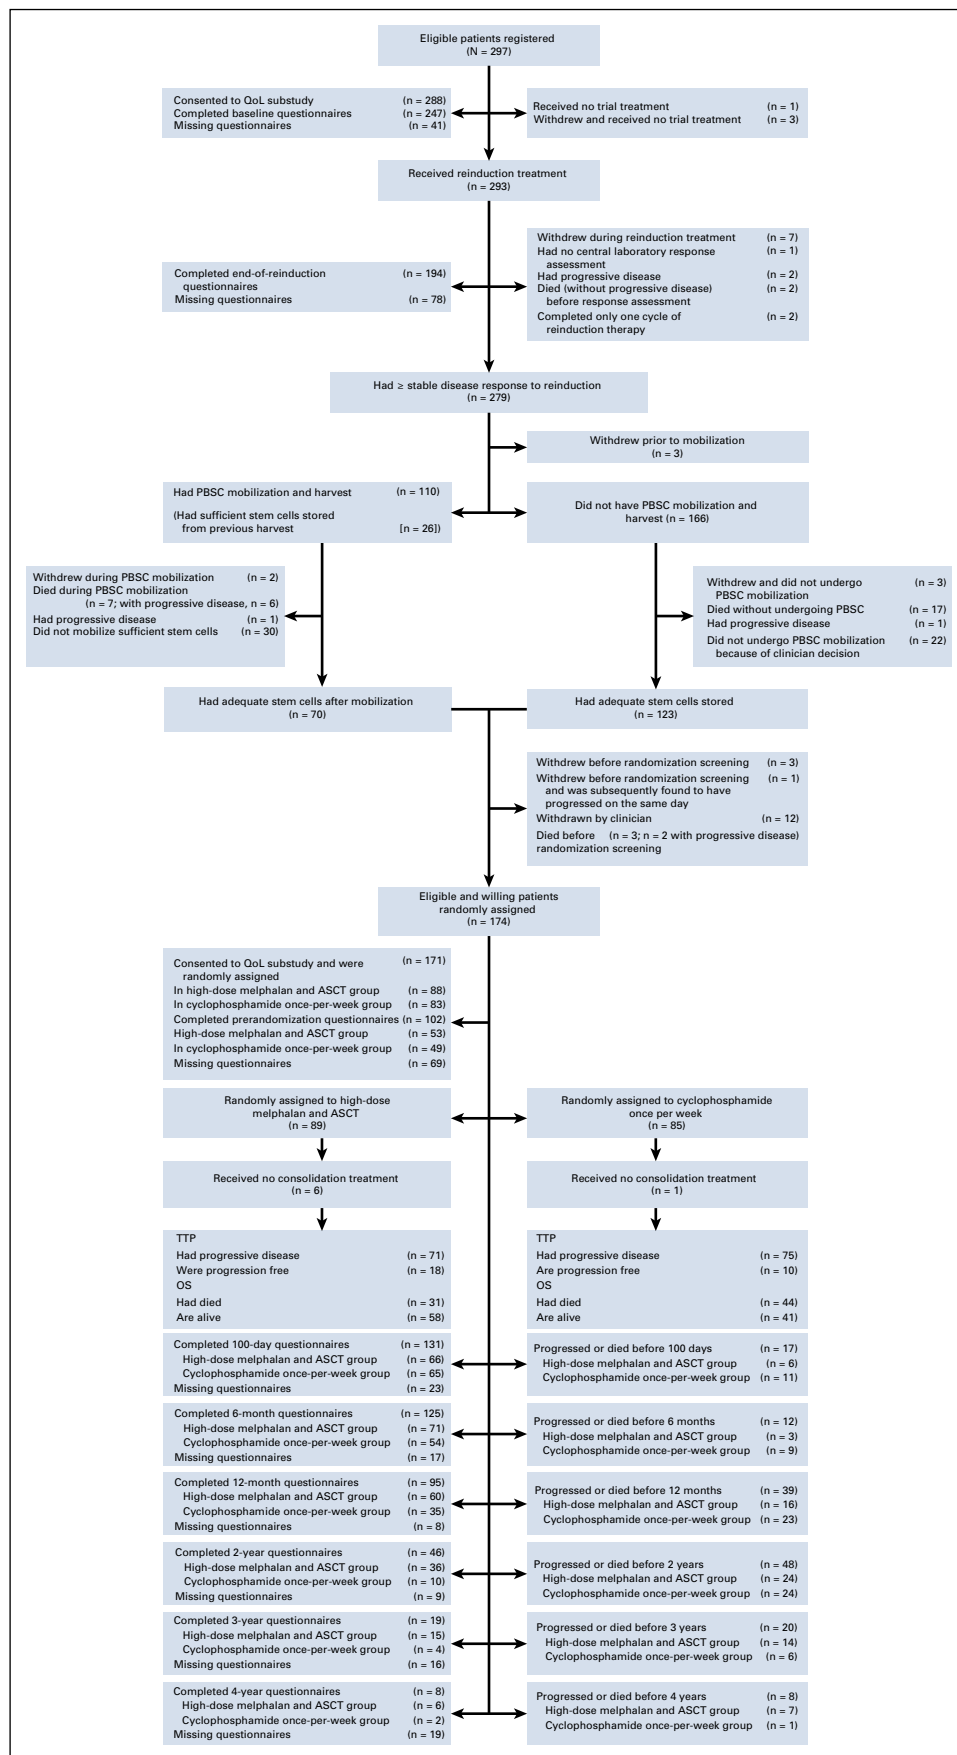 Eligible patients registered
(N = 297)
Consented to QoL substudy (n = 288)
Completed baseline questionnaires (n = 247)
Missing questionnaires (n = 41)
Received no trial treatment (n = 1)
Withdrew and received no trial treatment (n = 3)
Received reinduction treatment
(n = 293)
Completed end-of-reinduction (n = 194)
questionnaires
Missing questionnaires (n = 78)
Withdrew during reinduction treatment (n = 7)
Had no central laboratory response (n = 1)
assessment
Had progressive disease (n = 2)
Died (without progressive disease) (n = 2)
before response assessment
Completed only one cycle of (n = 2)
reinduction therapy
Had ≥ stable disease response to reinduction
(n = 279)
Withdrew prior to mobilization
(n = 3)
Had PBSC mobilization and harvest (n = 110)
(Had sufficient stem cells stored
from previous harvest [n = 26])
Did not have PBSC mobilization and
harvest (n = 166)
Withdrew during PBSC mobilization (n = 2)
Died during PBSC mobilization
(n = 7; with progressive disease, n = 6)
Had progressive disease (n = 1)
Did not mobilize sufficient stem cells (n = 30)
Withdrew and did not undergo (n = 3)
PBSC mobilization
Died without undergoing PBSC (n = 17)
Had progressive disease (n = 1)
Did not undergo PBSC mobilization (n = 22)
because of clinician decision
Had adequate stem cells after mobilization
(n = 70)
Had adequate stem cells stored
(n = 123)
Withdrew before randomization screening (n = 3)
Withdrew before randomization screening (n = 1)
and was subsequently found to have
progressed on the same day
Withdrawn by clinician (n = 12)
Died before (n = 3; n = 2 with progressive disease)
randomization screening
Eligible and willing patients
randomly assigned
(n = 174)
Consented to QoL substudy and were (n = 171)
randomly assigned
In high-dose melphalan and ASCT group (n = 88)
In cyclophosphamide once-per-week group (n = 83)
Completed prerandomization questionnaires (n = 102)
High-dose melphalan and ASCT group (n = 53)
In cyclophosphamide once-per-week group (n = 49)
Missing questionnaires (n = 69)
Randomly assigned to high-dose
melphalan and ASCT
(n = 89)
Randomly assigned to cyclophosphamide
once per week
(n = 85)
Received no consolidation treatment
(n = 6)
Received no consolidation treatment
(n = 1)
TTP
Had progressive disease (n = 71)
Were progression free (n = 18)
OS
Had died (n = 31)
Are alive (n = 58)
TTP
Had progressive disease (n = 75)
Are progression free (n = 10)
OS
Had died (n = 44)
Are alive (n = 41)
Completed 100-day questionnaires (n = 131)
High-dose melphalan and ASCT group (n = 66)
Cyclophosphamide once-per-week group (n = 65)
Missing questionnaires (n = 23)
Progressed or died before 100 days (n = 17)
High-dose melphalan and ASCT group (n = 6)
Cyclophosphamide once-per-week group (n = 11)
Completed 6-month questionnaires (n = 125)
High-dose melphalan and ASCT group (n = 71)
Cyclophosphamide once-per-week group (n = 54)
Missing questionnaires (n = 17)
Progressed or died before 6 months (n = 12)
High-dose melphalan and ASCT group (n = 3)
Cyclophosphamide once-per-week group (n = 9)
Completed 12-month questionnaires (n = 95)
High-dose melphalan and ASCT group (n = 60)
Cyclophosphamide once-per-week group (n = 35)
Missing questionnaires (n = 8)
Progressed or died before 12 months (n = 39)
High-dose melphalan and ASCT group (n = 16)
Cyclophosphamide once-per-week group (n = 23)
Completed 2-year questionnaires (n = 46)
High-dose melphalan and ASCT group (n = 36)
Cyclophosphamide once-per-week group (n = 10)
Missing questionnaires (n = 9)
Progressed or died before 2 years (n = 48)
High-dose melphalan and ASCT group (n = 24)
Cyclophosphamide once-per-week group (n = 24)
Completed 3-year questionnaires (n = 19)
High-dose melphalan and ASCT group (n = 15)
Cyclophosphamide once-per-week group (n = 4)
Missing questionnaires (n = 16)
Progressed or died before 3 years (n = 20)
High-dose melphalan and ASCT group (n = 14)
Cyclophosphamide once-per-week group (n = 6)
Completed 4-year questionnaires (n = 8)
High-dose melphalan and ASCT group (n = 6)
Cyclophosphamide once-per-week group (n = 2)
Missing questionnaires (n = 19)
Progressed or died before 4 years (n = 8)
High-dose melphalan and ASCT group (n = 7)
Cyclophosphamide once-per-week group (n = 1)